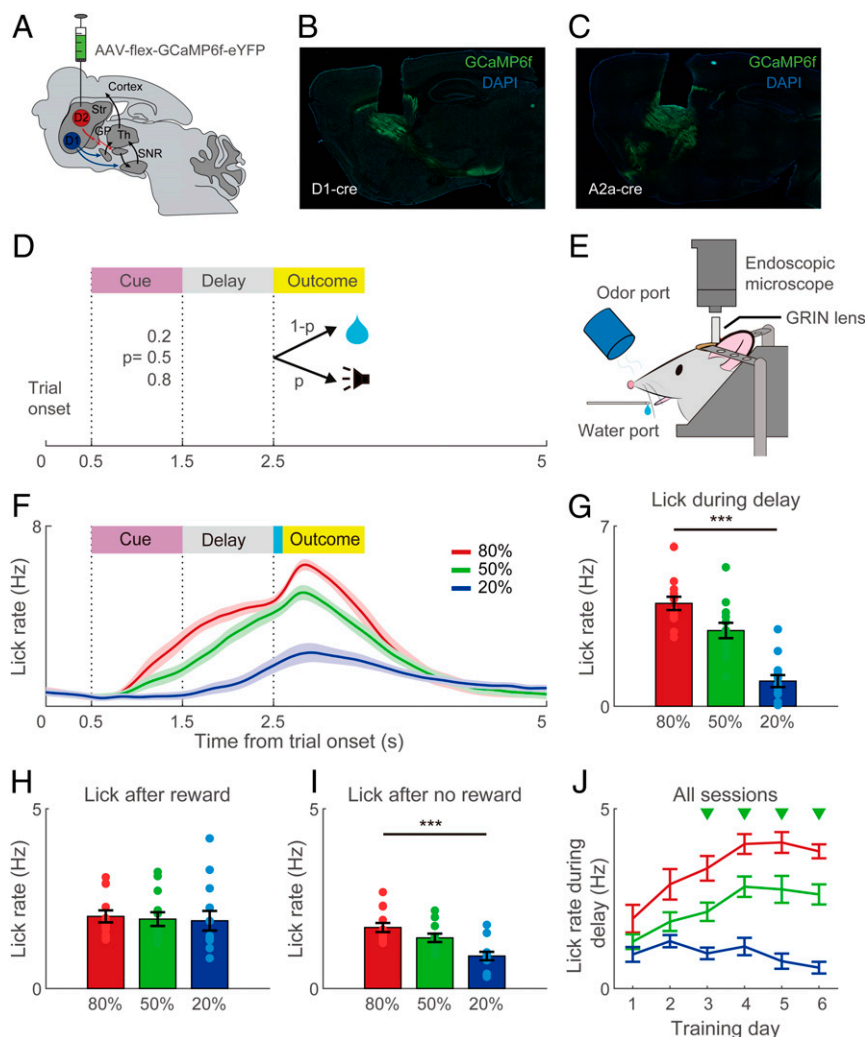 A
AAV-flex-GCaMP6f-eYFP
Cortex
Str
D2
GP
Th
D1
SNR
B
GCaMP6f
DAPI
D1-cre
C
GCaMP6f
DAPI
A2a-cre
D
Cue Delay Outcome
0.2
p= 0.5
0.8
1-p
p
Trial
onset
0 0.5 1.5 2.5 5
E
Endoscopic
microscope
Odor port
GRIN lens
Water port
F
8
Cue Delay Outcome
80%
50%
20%
Lick rate (Hz)
0 0.5 1.5 2.5 5
Time from trial onset (s)
G
Lick during delay
7
***
Lick rate (Hz)
0
80% 50% 20%
H
Lick after reward
5
Lick rate (Hz)
0
80% 50% 20%
I
Lick after no reward
5
***
Lick rate (Hz)
0
80% 50% 20%
J
All sessions
5
Lick rate during
delay (Hz)
0
1 2 3 4 5 6
Training day